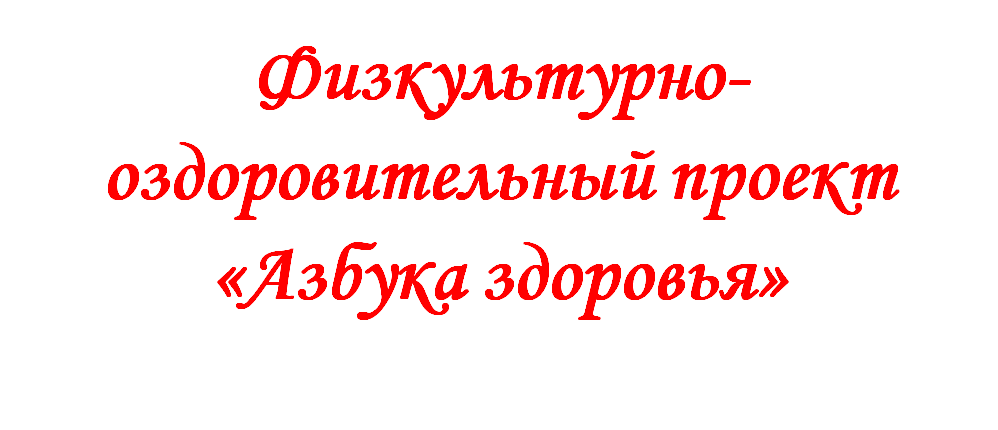 Физкультурно-
оздоровительный проект
«Азбука здоровья»